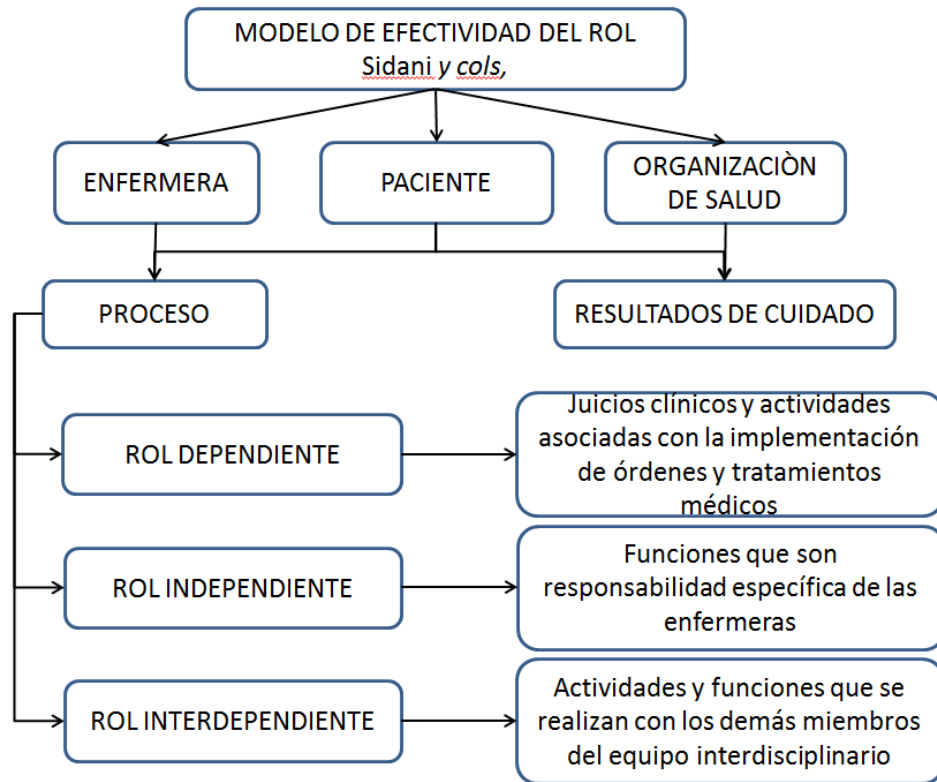 MODELO DE EFECTIVIDAD DEL ROL
Sidani y cols,
ENFERMERA
PACIENTE
ORGANIZACIÒN
DE SALUD
PROCESO
RESULTADOS DE CUIDADO
ROL DEPENDIENTE
Juicios clínicos y actividades
asociadas con la implementación
de órdenes y tratamientos
médicos
ROL INDEPENDIENTE
Funciones que son
responsabilidad específica de las
enfermeras
ROL INTERDEPENDIENTE
Actividades y funciones que se
realizan con los demás miembros
del equipo interdisciplinario